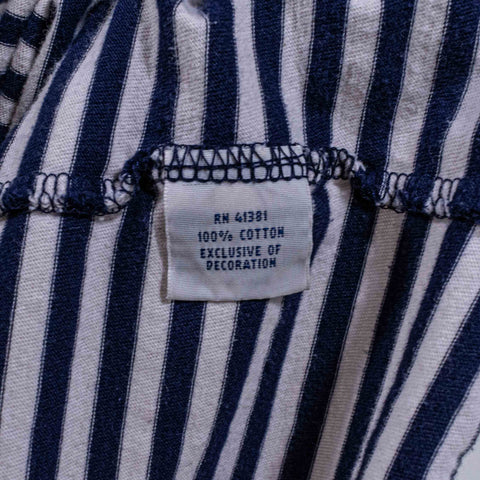 RN 41381
100% COTTON
EXCLUSIVE OF
DECORATION